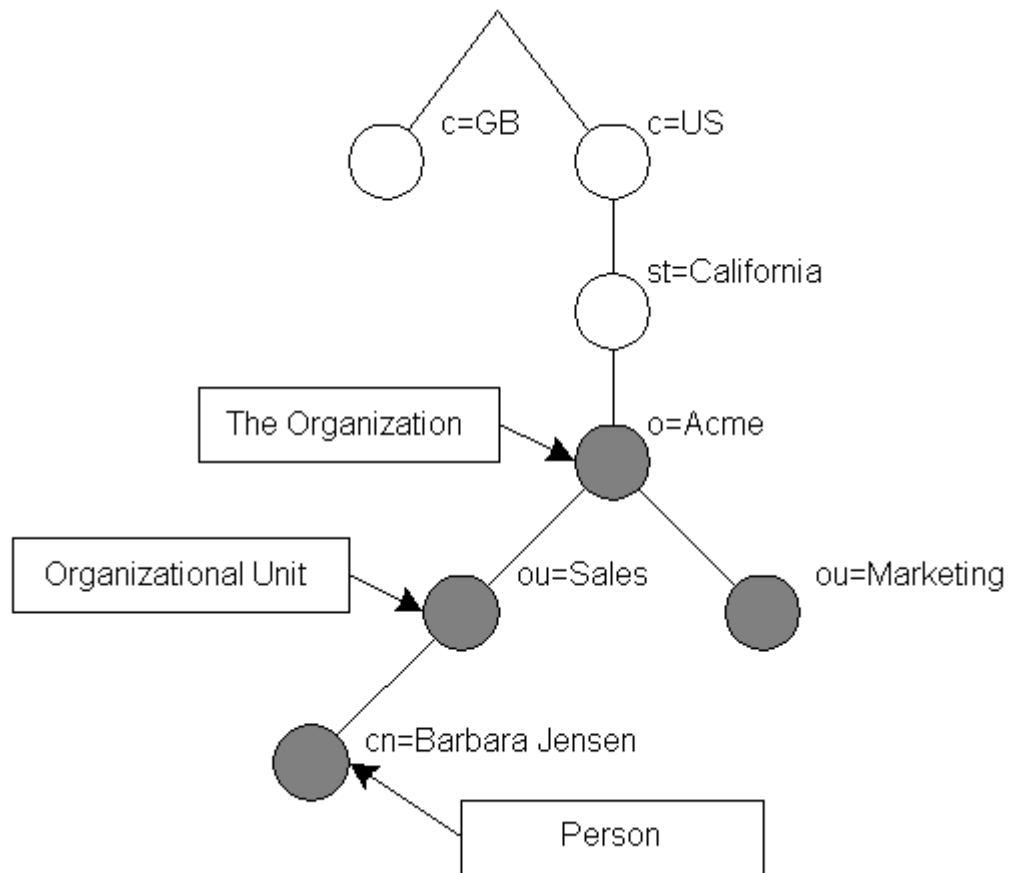 c=GB
c=US
st=California
The Organization
o=Acme
Organizational Unit
ou=Sales
ou=Marketing
cn=Barbara Jensen
Person